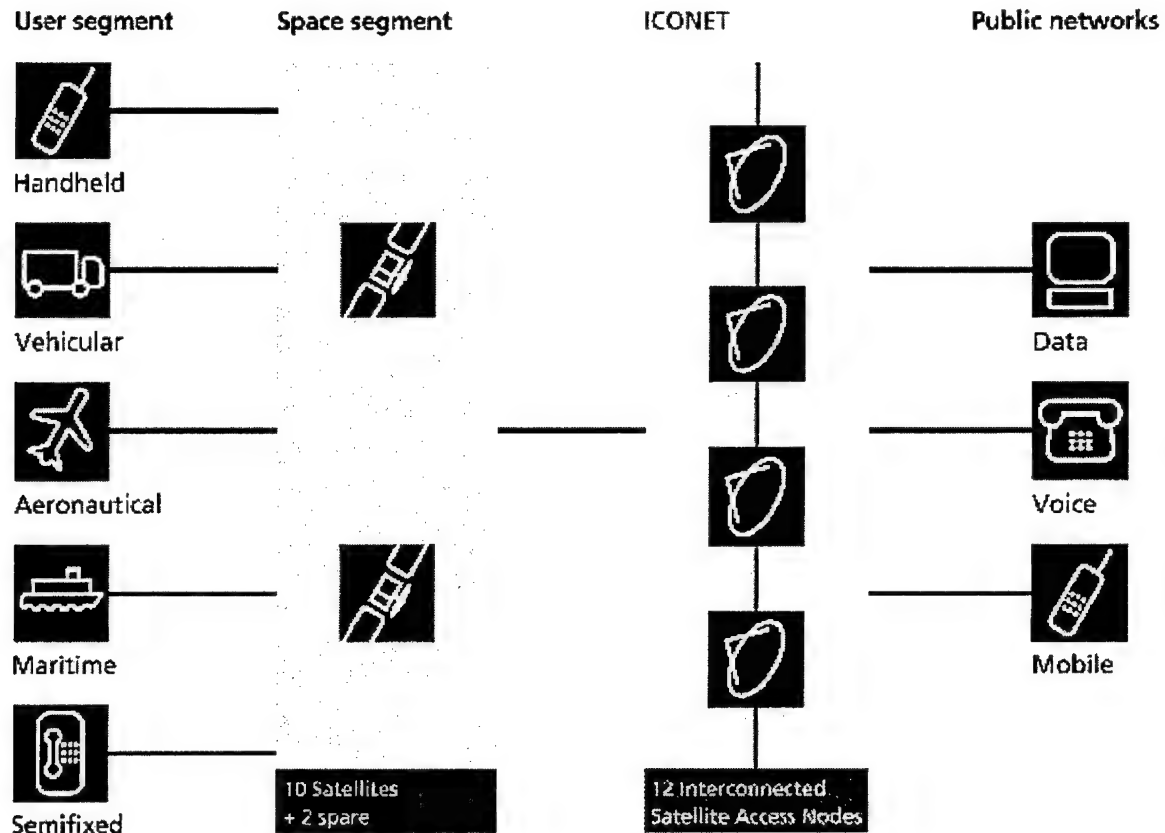 User segment
Space segment
ICONET
Public networks
Handheld
Vehicular
Aeronautical
Maritime
Semifixed
10 Satellites
+ 2 spare
12 Interconnected
Satellite Access Nodes
Data
Voice
Mobile